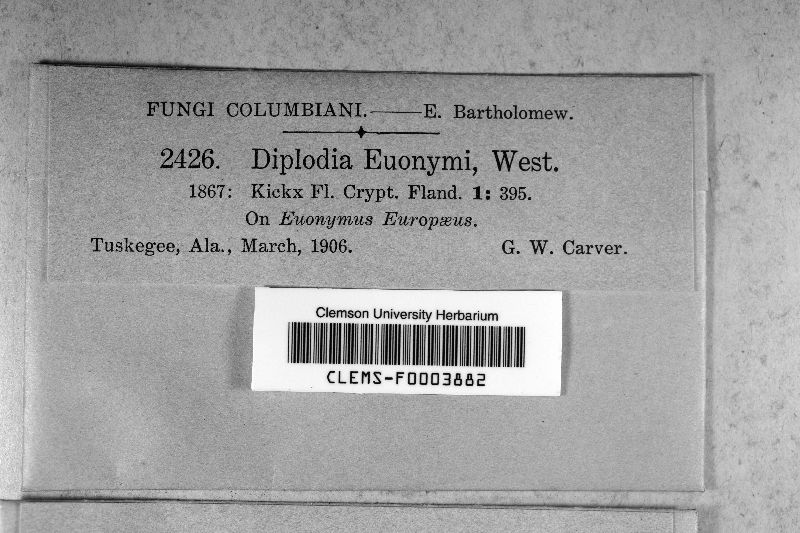 FUNGI COLUMBIANI.——E. Bartholomew.
2426. Diplodia Euonymi, West.
1867: Kickx Fl. Crypt. Fland. 1: 395.
On Euonymus Europæus.
Tuskegee, Ala., March, 1906. G. W. Carver.
Clemson University Herbarium
CLEMS-F0003882